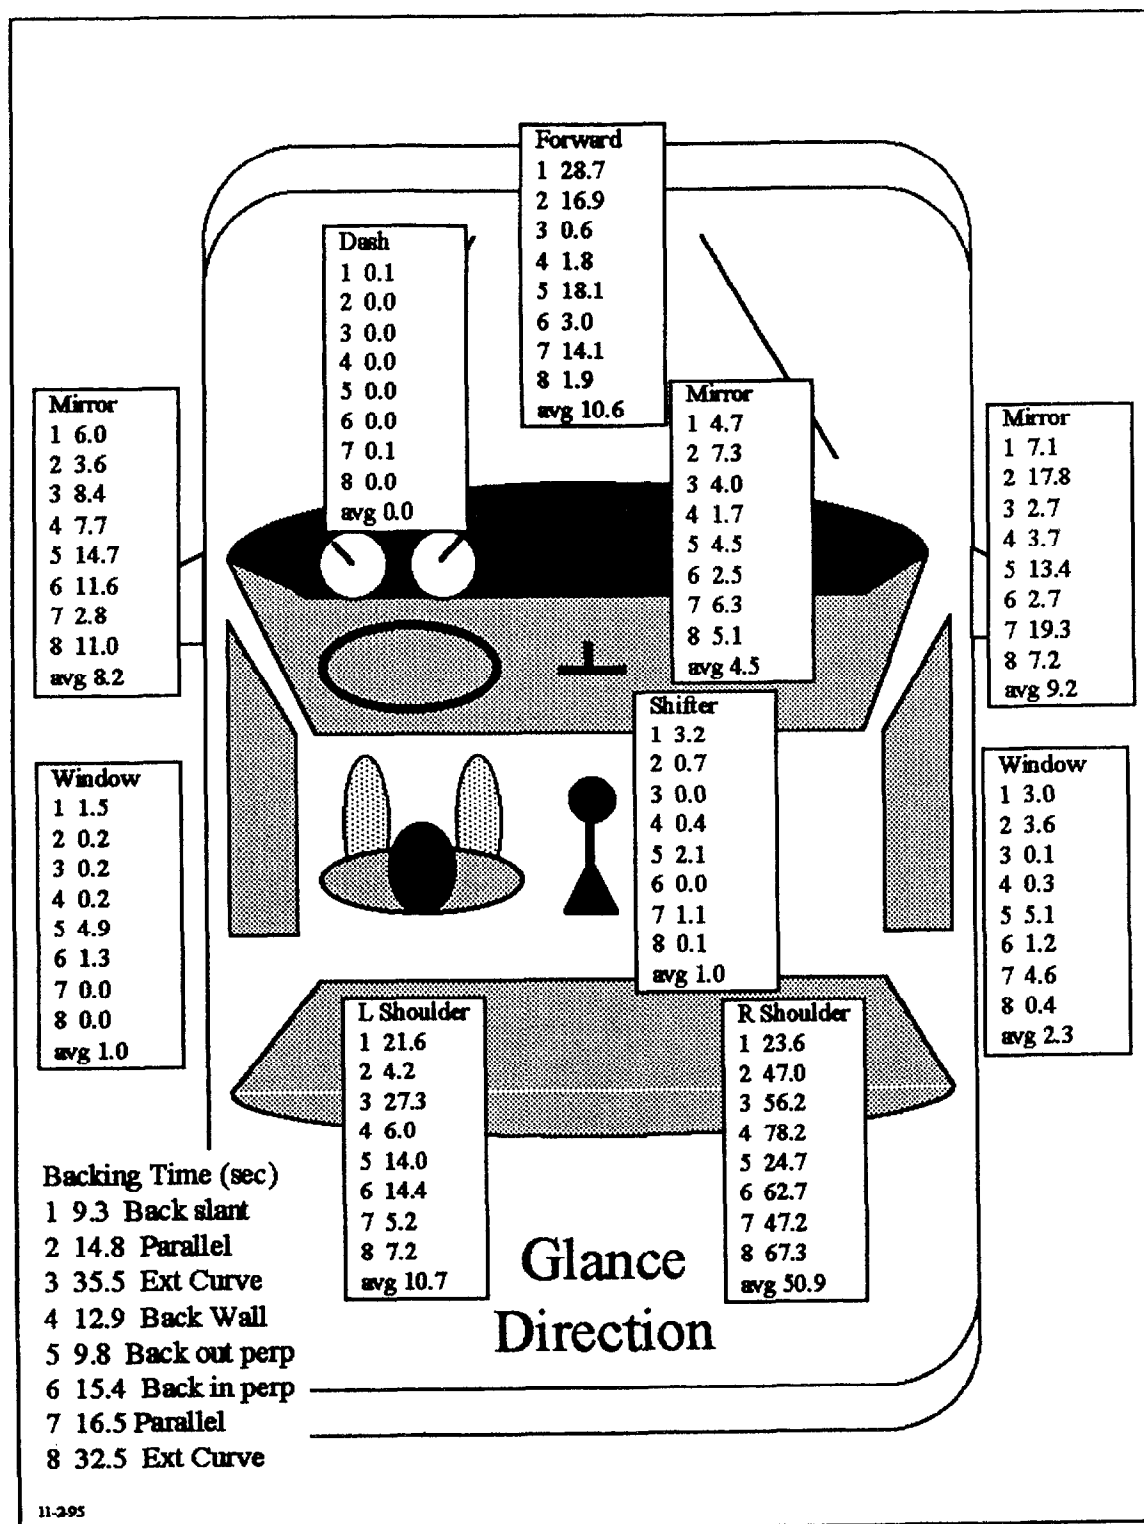 Forward
1 28.7
2 16.9
3 0.6
4 1.8
5 18.1
6 3.0
7 14.1
8 1.9
avg 10.6
Dash
1 0.1
2 0.0
3 0.0
4 0.0
5 0.0
6 0.0
7 0.1
8 0.0
avg 0.0
Mirror
1 6.0
2 3.6
3 8.4
4 7.7
5 14.7
6 11.6
7 2.8
8 11.0
avg 8.2
Mirror
1 4.7
2 7.3
3 4.0
4 1.7
5 4.5
6 2.5
7 6.3
8 5.1
avg 4.5
Mirror
1 7.1
2 17.8
3 2.7
4 3.7
5 13.4
6 2.7
7 19.3
8 7.2
avg 9.2
Shifter
1 3.2
2 0.7
3 0.0
4 0.4
5 2.1
6 0.0
7 1.1
8 0.1
avg 1.0
Window
1 1.5
2 0.2
3 0.2
4 0.2
5 4.9
6 1.3
7 0.0
8 0.0
avg 1.0
Window
1 3.0
2 3.6
3 0.1
4 0.3
5 5.1
6 1.2
7 4.6
8 0.4
avg 2.3
L Shoulder
1 21.6
2 4.2
3 27.3
4 6.0
5 14.0
6 14.4
7 5.2
8 7.2
avg 10.7
R Shoulder
1 23.6
2 47.0
3 56.2
4 78.2
5 24.7
6 62.7
7 47.2
8 67.3
avg 50.9
Glance
Direction
Backing Time (sec)
1 9.3 Back slant
2 14.8 Parallel
3 35.5 Ext Curve
4 12.9 Back Wall
5 9.8 Back out perp
6 15.4 Back in perp
7 16.5 Parallel
8 32.5 Ext Curve
11-2-95